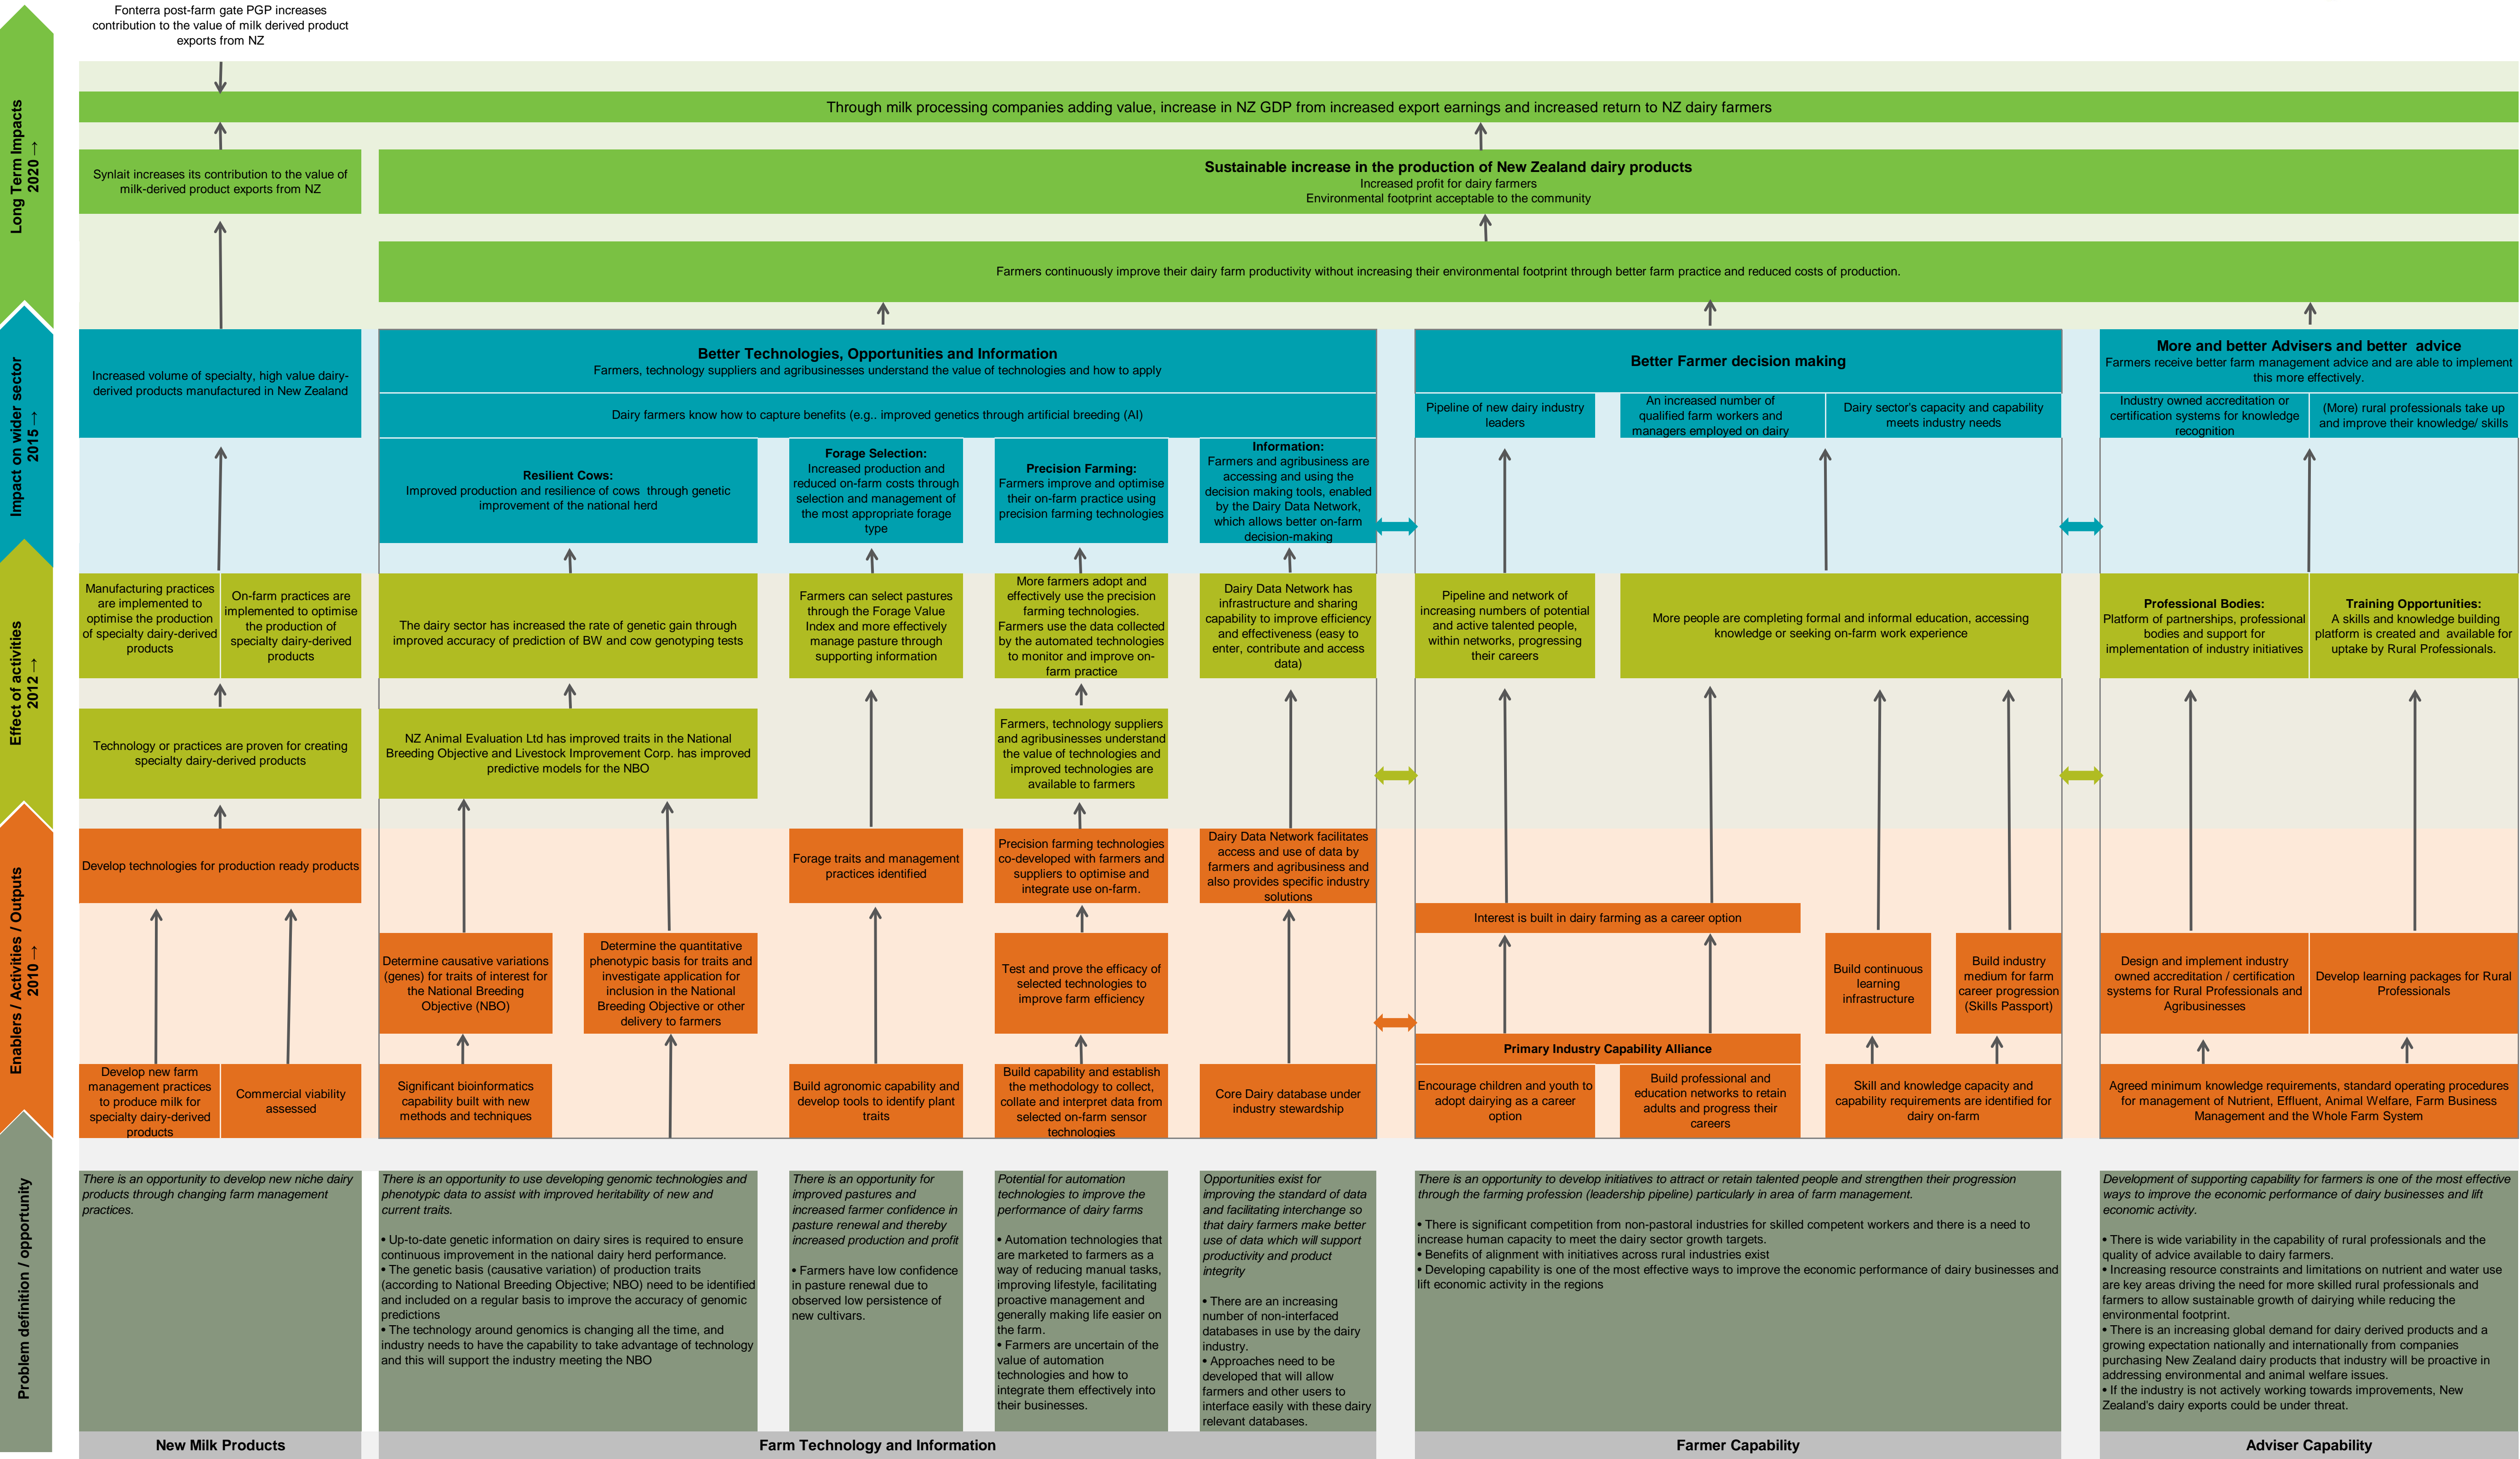 Fonterra post-farm gate PGP increases
contribution to the value of milk derived product
exports from NZ
Long Term Impacts
2020 →
Through milk processing companies adding value, increase in NZ GDP from increased export earnings and increased return to NZ dairy farmers
Synlait increases its contribution to the value of
milk-derived product exports from NZ
Sustainable increase in the production of New Zealand dairy products
Increased profit for dairy farmers
Environmental footprint acceptable to the community
Farmers continuously improve their dairy farm productivity without increasing their environmental footprint through better farm practice and reduced costs of production.
Impact on wider sector
2015 →
Increased volume of specialty, high value dairy-
derived products manufactured in New Zealand
Better Technologies, Opportunities and Information
Farmers, technology suppliers and agribusinesses understand the value of technologies and how to apply
Dairy farmers know how to capture benefits (e.g.. improved genetics through artificial breeding (AI)
Resilient Cows:
Improved production and resilience of cows  through genetic
improvement of the national herd
Forage Selection:
Increased production and
reduced on-farm costs through
selection and management of
the most appropriate forage
type
Precision Farming:
Farmers improve and optimise
their on-farm practice using
precision farming technologies
Information:
Farmers and agribusiness are
accessing and using the
decision making tools, enabled
by the Dairy Data Network,
which allows better on-farm
decision-making
Better Farmer decision making
Pipeline of new dairy industry
leaders
An increased number of
qualified farm workers and
managers employed on dairy
Dairy sector's capacity and capability
meets industry needs
More and better Advisers and better  advice
Farmers receive better farm management advice and are able to implement
this more effectively.
Industry owned accreditation or
certification systems for knowledge
recognition
(More) rural professionals take up
and improve their knowledge/ skills
Effect of activities
2012 →
Manufacturing practices
are implemented to
optimise the production
of specialty dairy-derived
products
On-farm practices are
implemented to optimise
the production of
specialty dairy-derived
products
The dairy sector has increased the rate of genetic gain through
improved accuracy of prediction of BW and cow genotyping tests
Farmers can select pastures
through the Forage Value
Index and more effectively
manage pasture through
supporting information
More farmers adopt and
effectively use the precision
farming technologies.
Farmers use the data collected
by the automated technologies
to monitor and improve on-
farm practice
Dairy Data Network has
infrastructure and sharing
capability to improve efficiency
and effectiveness (easy to
enter, contribute and access
data)
Pipeline and network of
increasing numbers of potential
and active talented people,
within networks, progressing
their careers
More people are completing formal and informal education, accessing
knowledge or seeking on-farm work experience
Professional Bodies:
Platform of partnerships, professional
bodies and support for
implementation of industry initiatives
Training Opportunities:
A skills and knowledge building
platform is created and  available for
uptake by Rural Professionals.
Technology or practices are proven for creating
specialty dairy-derived products
NZ Animal Evaluation Ltd has improved traits in the National
Breeding Objective and Livestock Improvement Corp. has improved
predictive models for the NBO
Farmers, technology suppliers
and agribusinesses understand
the value of technologies and
improved technologies are
available to farmers
Enablers / Activities / Outputs
2010 →
Develop technologies for production ready products
Forage traits and management
practices identified
Precision farming technologies
co-developed with farmers and
suppliers to optimise and
integrate use on-farm.
Dairy Data Network facilitates
access and use of data by
farmers and agribusiness and
also provides specific industry
solutions
Interest is built in dairy farming as a career option
Determine causative variations
(genes) for traits of interest for
the National Breeding
Objective (NBO)
Determine the quantitative
phenotypic basis for traits and
investigate application for
inclusion in the National
Breeding Objective or other
delivery to farmers
Test and prove the efficacy of
selected technologies to
improve farm efficiency
Build continuous
learning
infrastructure
Build industry
medium for farm
career progression
(Skills Passport)
Design and implement industry
owned accreditation / certification
systems for Rural Professionals and
Agribusinesses
Develop learning packages for Rural
Professionals
Primary Industry Capability Alliance
Develop new farm
management practices
to produce milk for
specialty dairy-derived
products
Commercial viability
assessed
Significant bioinformatics
capability built with new
methods and techniques
Build agronomic capability and
develop tools to identify plant
traits
Build capability and establish
the methodology to collect,
collate and interpret data from
selected on-farm sensor
technologies
Core Dairy database under
industry stewardship
Encourage children and youth to
adopt dairying as a career
option
Build professional and
education networks to retain
adults and progress their
careers
Skill and knowledge capacity and
capability requirements are identified for
dairy on-farm
Agreed minimum knowledge requirements, standard operating procedures
for management of Nutrient, Effluent, Animal Welfare, Farm Business
Management and the Whole Farm System
Problem definition / opportunity
There is an opportunity to develop new niche dairy
products through changing farm management
practices.
There is an opportunity to use developing genomic technologies and
phenotypic data to assist with improved heritability of new and
current traits.
• Up-to-date genetic information on dairy sires is required to ensure
continuous improvement in the national dairy herd performance.
• The genetic basis (causative variation) of production traits
(according to National Breeding Objective; NBO) need to be identified
and included on a regular basis to improve the accuracy of genomic
predictions
• The technology around genomics is changing all the time, and
industry needs to have the capability to take advantage of technology
and this will support the industry meeting the NBO
There is an opportunity for
improved pastures and
increased farmer confidence in
pasture renewal and thereby
increased production and profit
• Farmers have low confidence
in pasture renewal due to
observed low persistence of
new cultivars.
Potential for automation
technologies to improve the
performance of dairy farms
• Automation technologies that
are marketed to farmers as a
way of reducing manual tasks,
improving lifestyle, facilitating
proactive management and
generally making life easier on
the farm.
• Farmers are uncertain of the
value of automation
technologies and how to
integrate them effectively into
their businesses.
Opportunities exist for
improving the standard of data
and facilitating interchange so
that dairy farmers make better
use of data which will support
productivity and product
integrity
• There are an increasing
number of non-interfaced
databases in use by the dairy
industry.
• Approaches need to be
developed that will allow
farmers and other users to
interface easily with these dairy
relevant databases.
There is an opportunity to develop initiatives to attract or retain talented people and strengthen their progression
through the farming profession (leadership pipeline) particularly in area of farm management.
• There is significant competition from non-pastoral industries for skilled competent workers and there is a need to
increase human capacity to meet the dairy sector growth targets.
• Benefits of alignment with initiatives across rural industries exist
• Developing capability is one of the most effective ways to improve the economic performance of dairy businesses and
lift economic activity in the regions
Development of supporting capability for farmers is one of the most effective
ways to improve the economic performance of dairy businesses and lift
economic activity.
• There is wide variability in the capability of rural professionals and the
quality of advice available to dairy farmers.
• Increasing resource constraints and limitations on nutrient and water use
are key areas driving the need for more skilled rural professionals and
farmers to allow sustainable growth of dairying while reducing the
environmental footprint.
• There is an increasing global demand for dairy derived products and a
growing expectation nationally and internationally from companies
purchasing New Zealand dairy products that industry will be proactive in
addressing environmental and animal welfare issues.
• If the industry is not actively working towards improvements, New
Zealand's dairy exports could be under threat.
New Milk Products
Farm Technology and Information
Farmer Capability
Adviser Capability